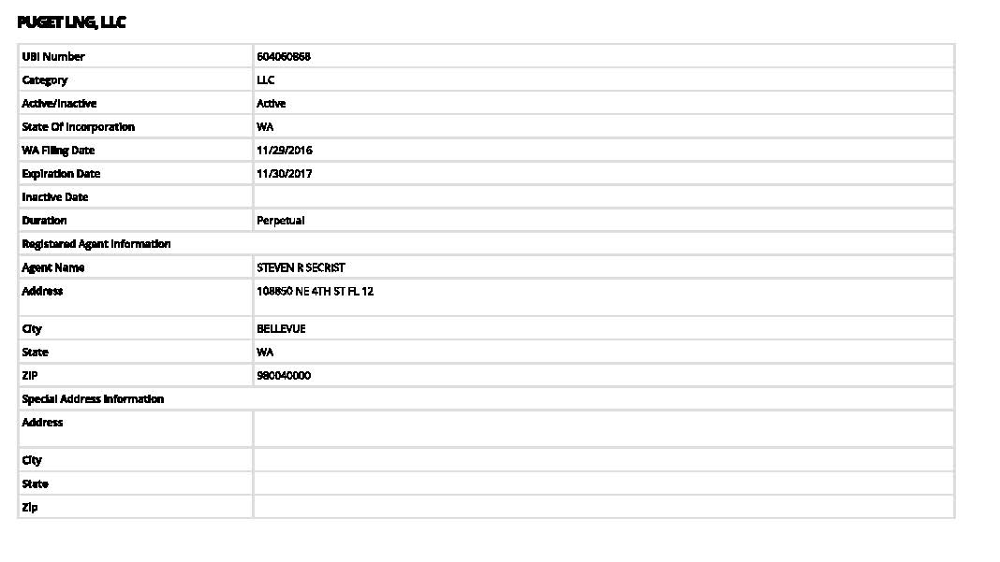 PUGET LNG, LLC
UBI Number 604060868
Category LLC
Active/Inactive Active
State Of Incorporation WA
WA Filing Date 11/29/2016
Expiration Date 11/30/2017
Inactive Date
Duration Perpetual
Registered Agent Information
Agent Name STEVEN R SECRIST
Address 108850 NE 4TH ST FL 12
City BELLEVUE
State WA
ZIP 980040000
Special Address Information
Address
City
State
Zip